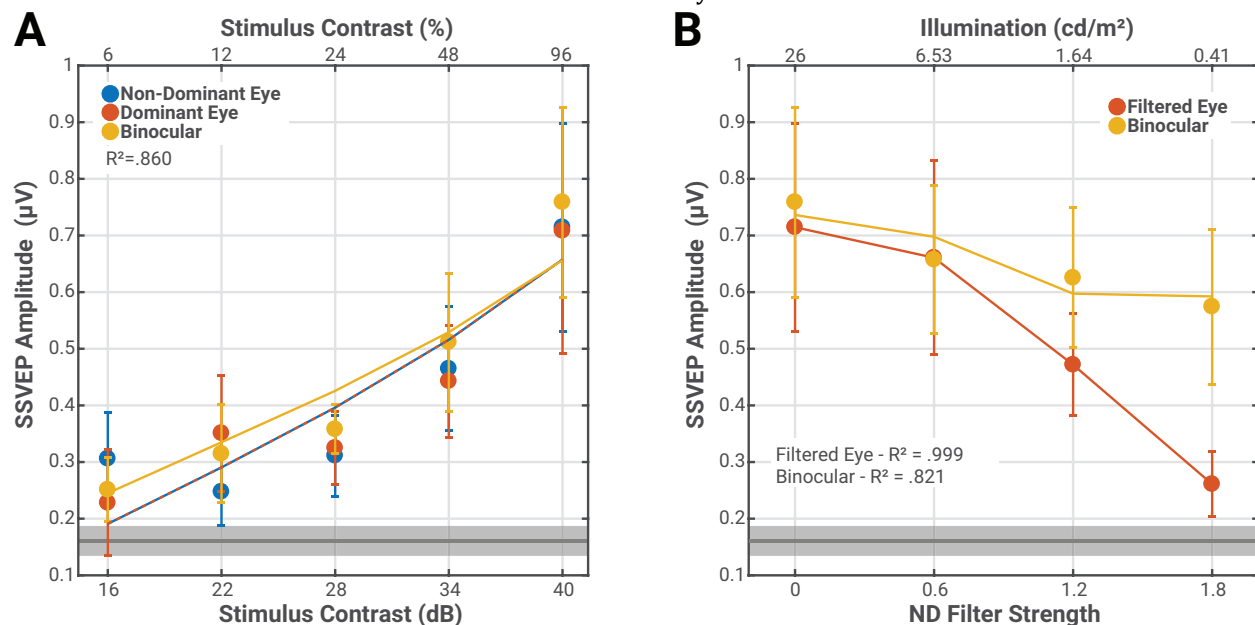 A
Stimulus Contrast (%)
6 12 24 48 96
1
0.9
0.8
0.7
0.6
0.5
0.4
0.3
0.2
0.1
SSVEP Amplitude (µV)
Non-Dominant Eye
Dominant Eye
Binocular
R²=.860
16 22 28 34 40
Stimulus Contrast (dB)
B
Illumination (cd/m²)
26 6.53 1.64 0.41
1
0.9
0.8
0.7
0.6
0.5
0.4
0.3
0.2
0.1
SSVEP Amplitude (µV)
Filtered Eye
Binocular
Filtered Eye - R² = .999
Binocular - R² = .821
0 0.6 1.2 1.8
ND Filter Strength